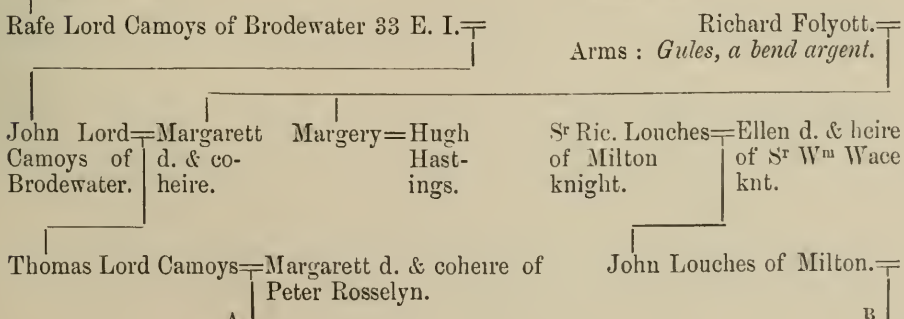 Rafe Lord Camoys of Brodewater 33 E. I.
Richard Folyott.
Arms : Gules, a bend argent.
John Lord=Margarett
Camoys of d. & co-
Brodewater. heire.
Margery=Hugh
Hast-
ings.
Sr Ric. Louches=Ellen d. & heire
of Milton of Sr Wm Wace
knight. knt.
Thomas Lord Camoys=Margarett d. & coheire of
Peter Rosselyn.
John Louches of Milton.
A
B